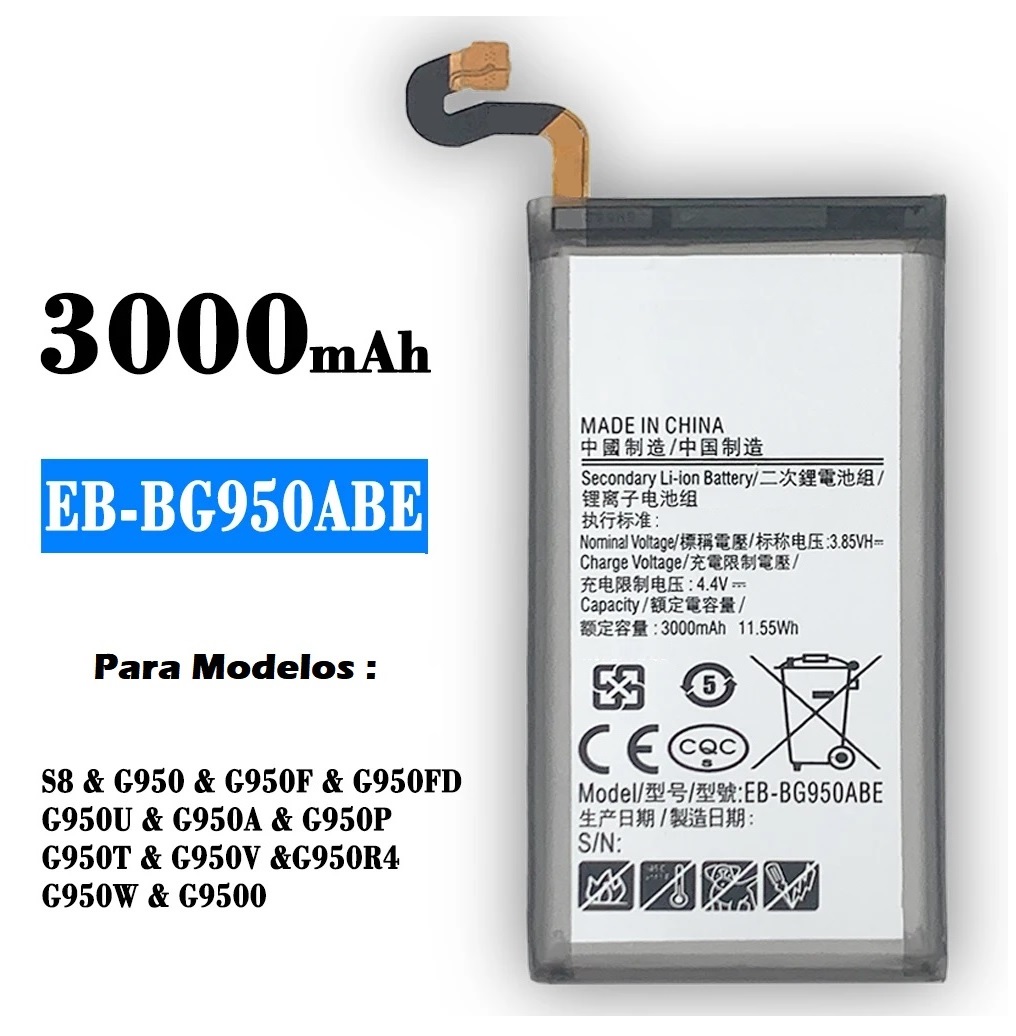 3000mAh
EB-BG950ABE
Para Modelos :
S8 & G950 & G950F & G950FD
G950U & G950A & G950P
G950T & G950V &G950R4
G950W & G9500
MADE IN CHINA
中國制造/中国制造
Secondary Li-ion Battery/二次鋰電池組/
锂离子电池组
执行标准:
Norninal Voltage/標稱電壓/标称电压:3.85VH⎓
Charge Voltage/充電限制電壓/
充电限制电压:4.4V⎓
Capacity/額定電容量/
额定容量:3000mAh 11.55Wh
5
CE
CQC
S
Model/型号/型號:EB-BG950ABE
生产日期/製造日期:
S/N: